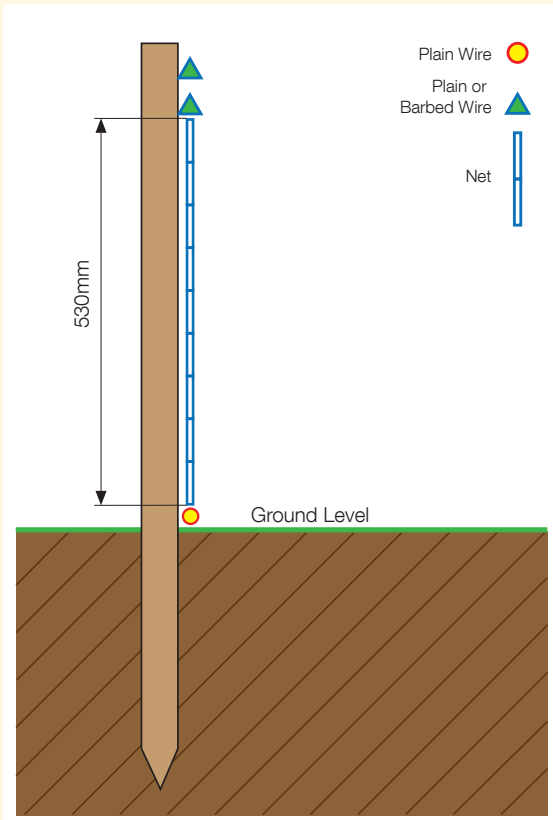 Plain Wire
Plain or
Barbed Wire
Net
530mm
Ground Level